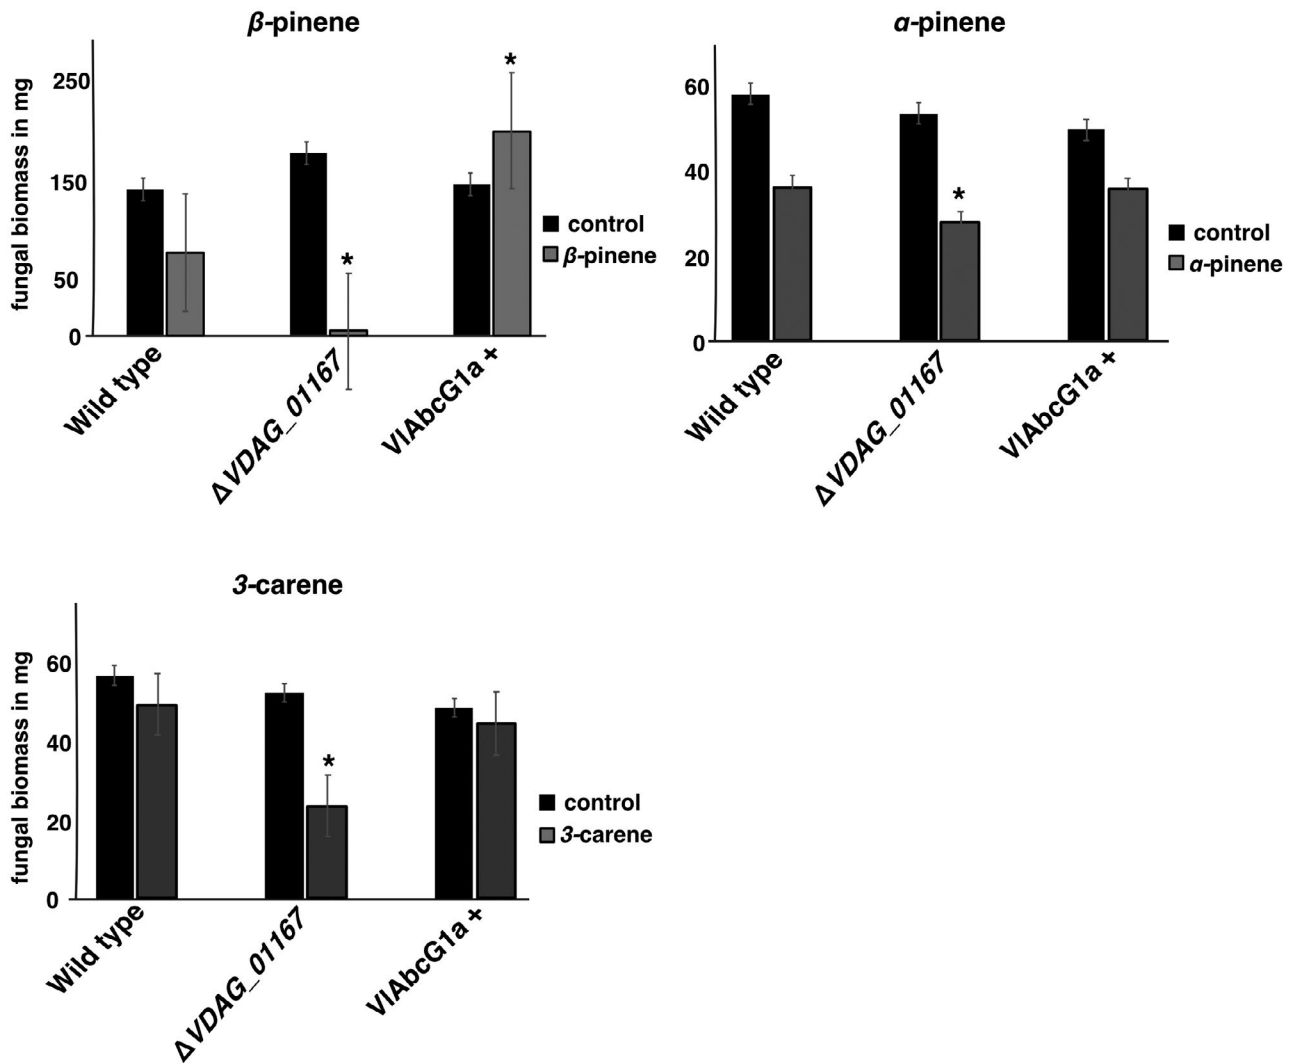 β-pinene
fungal biomass in mg
250
150
50
0
*
*
Wild type
ΔVDAG_01167
VlAbcG1a +
control
β-pinene
α-pinene
60
40
20
0
*
Wild type
ΔVDAG_01167
VlAbcG1a +
control
α-pinene
3-carene
fungal biomass in mg
60
40
20
0
*
Wild type
ΔVDAG_01167
VlAbcG1a +
control
3-carene